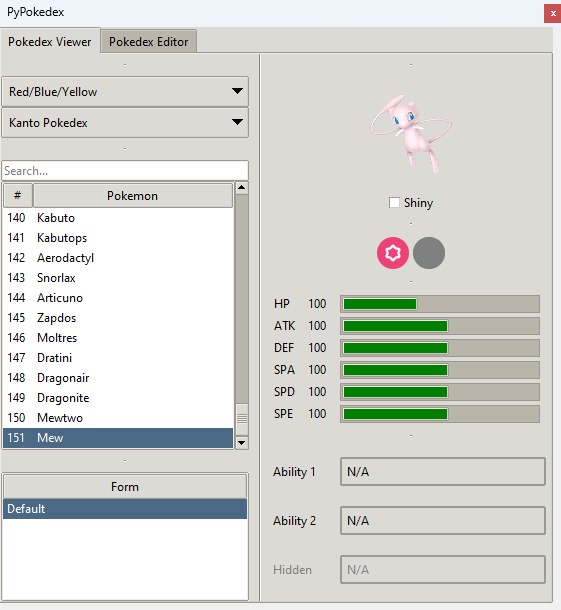 PyPokedex
Pokedex Viewer
Pokedex Editor
Red/Blue/Yellow
Kanto Pokedex
Search...
# Pokemon
140 Kabuto
141 Kabutops
142 Aerodactyl
143 Snorlax
144 Articuno
145 Zapdos
146 Moltres
147 Dratini
148 Dragonair
149 Dragonite
150 Mewtwo
151 Mew
Form
Default
Shiny
HP 100
ATK 100
DEF 100
SPA 100
SPD 100
SPE 100
Ability 1 N/A
Ability 2 N/A
Hidden N/A